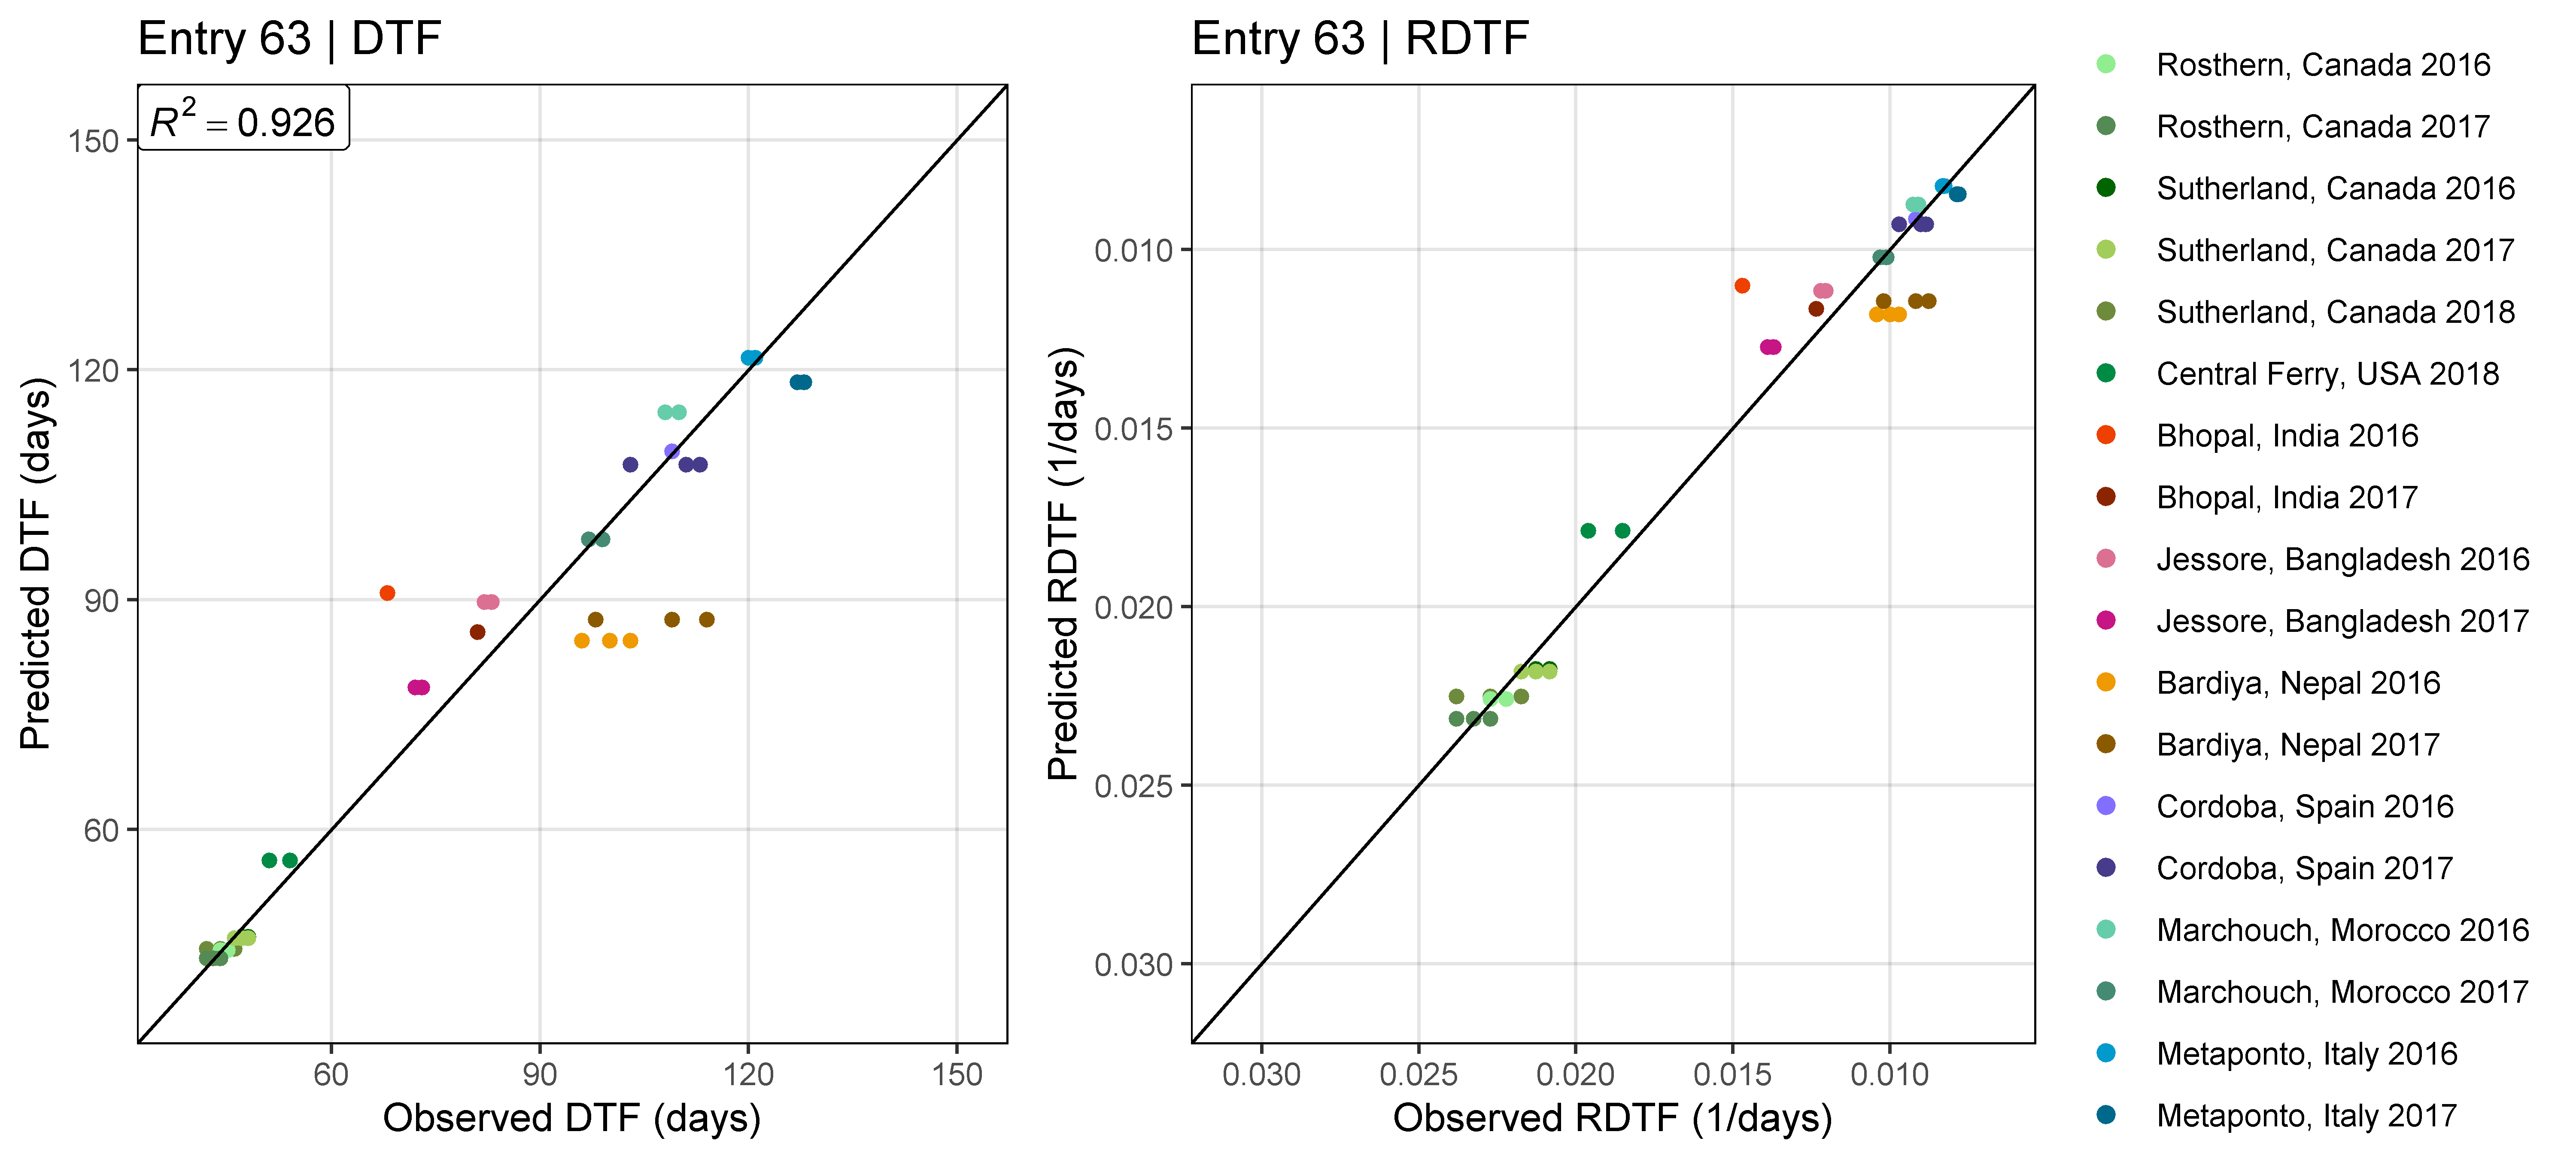 Entry 63 | DTF
R² = 0.926
150
120
90
60
Predicted DTF (days)
60 90 120 150
Observed DTF (days)
Entry 63 | RDTF
0.010
0.015
0.020
0.025
0.030
Predicted RDTF (1/days)
0.030 0.025 0.020 0.015 0.010
Observed RDTF (1/days)
Rosthern, Canada 2016
Rosthern, Canada 2017
Sutherland, Canada 2016
Sutherland, Canada 2017
Sutherland, Canada 2018
Central Ferry, USA 2018
Bhopal, India 2016
Bhopal, India 2017
Jessore, Bangladesh 2016
Jessore, Bangladesh 2017
Bardiya, Nepal 2016
Bardiya, Nepal 2017
Cordoba, Spain 2016
Cordoba, Spain 2017
Marchouch, Morocco 2016
Marchouch, Morocco 2017
Metaponto, Italy 2016
Metaponto, Italy 2017